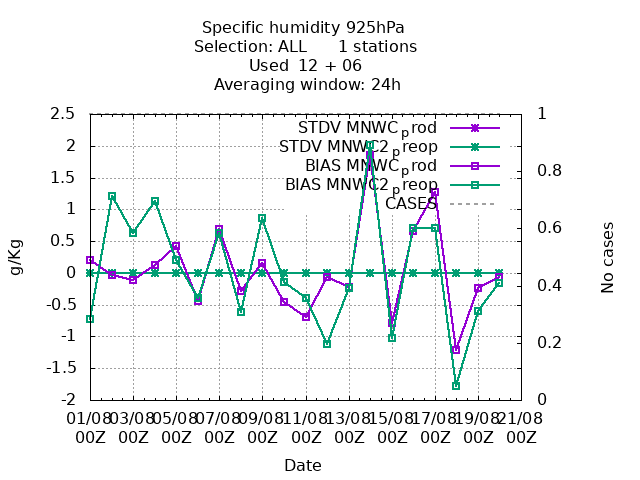 Specific humidity 925hPa
Selection: ALL      1 stations
Used  12 + 06
Averaging window: 24h
STDV MNWCprod
STDV MNWC2preop
BIAS MNWCprod
BIAS MNWC2preop
CASES
2.5
2
1.5
1
0.5
0
-0.5
-1
-1.5
-2
g/Kg
1
0.8
0.6
0.4
0.2
0
No cases
01/08 03/08 05/08 07/08 09/08 11/08 13/08 15/08 17/08 19/08 21/08
00Z 00Z 00Z 00Z 00Z 00Z 00Z 00Z 00Z 00Z 00Z
Date